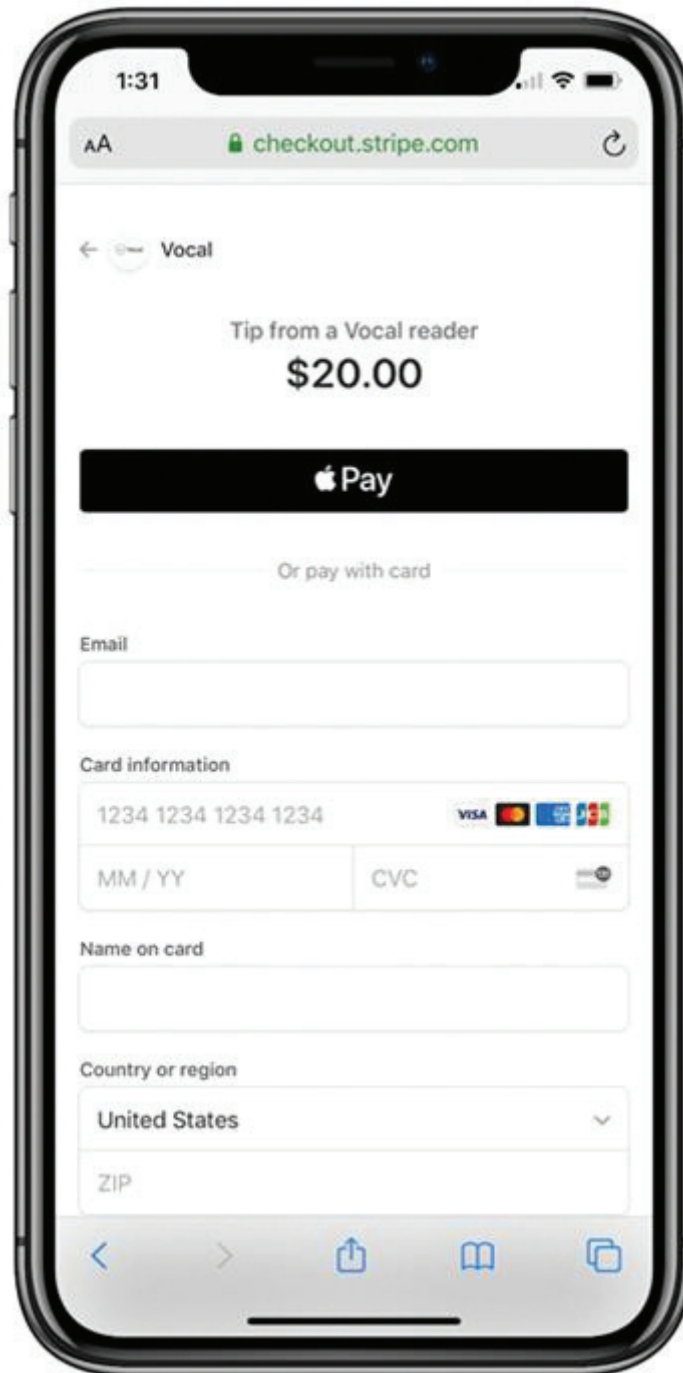 1:31
AA checkout.stripe.com
Vocal
Tip from a Vocal reader
$20.00
Pay
Or pay with card
Email
Card information
1234 1234 1234 1234 VISA JCB
MM / YY CVC
Name on card
Country or region
United States
ZIP